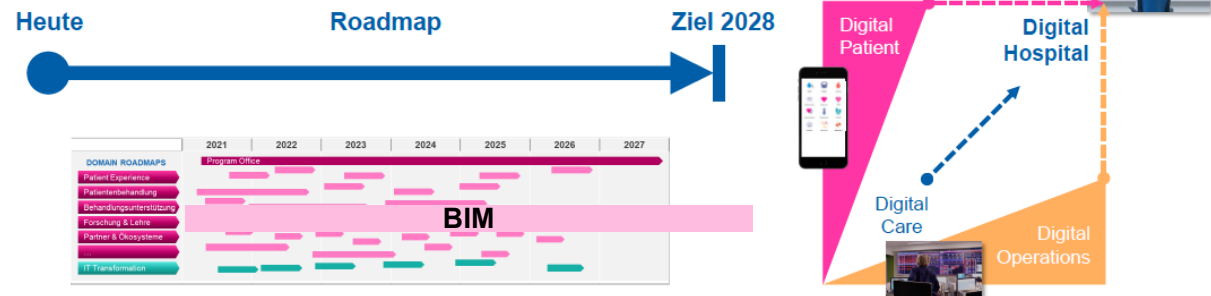 Heute
Roadmap
Ziel 2028
2021
2022
2023
2024
2025
2026
2027
DOMAIN ROADMAPS
Program Office
Patient Experience
Patientenbehandlung
Behandlungsunterstützung
Forschung & Lehre
BIM
Partner & Ökosysteme
...
IT Transformation
Digital
Patient
Digital
Hospital
Digital
Care
Digital
Operations